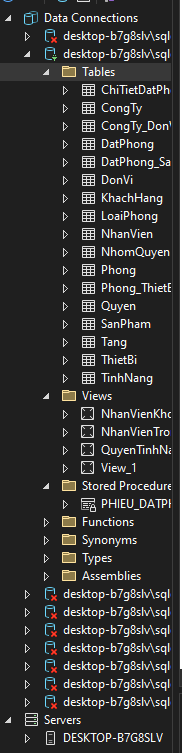 Data Connections
desktop-b7g8slv\sql
desktop-b7g8slv\sql
Tables
ChiTietDatPh
CongTy
CongTy_DonV
DatPhong
DatPhong_Sa
DonVi
KhachHang
LoaiPhong
NhanVien
NhomQuyen
Phong
Phong_ThietB
Quyen
SanPham
Tang
ThietBi
TinhNang
Views
NhanVienKho
NhanVienTro
QuyenTinhNa
View_1
Stored Procedure
PHIEU_DATPH
Functions
Synonyms
Types
Assemblies
desktop-b7g8slv\sql
desktop-b7g8slv\sql
desktop-b7g8slv\sql
desktop-b7g8slv\sql
desktop-b7g8slv\sql
desktop-b7g8slv\sql
desktop-b7g8slv\sql
Servers
DESKTOP-B7G8SLV